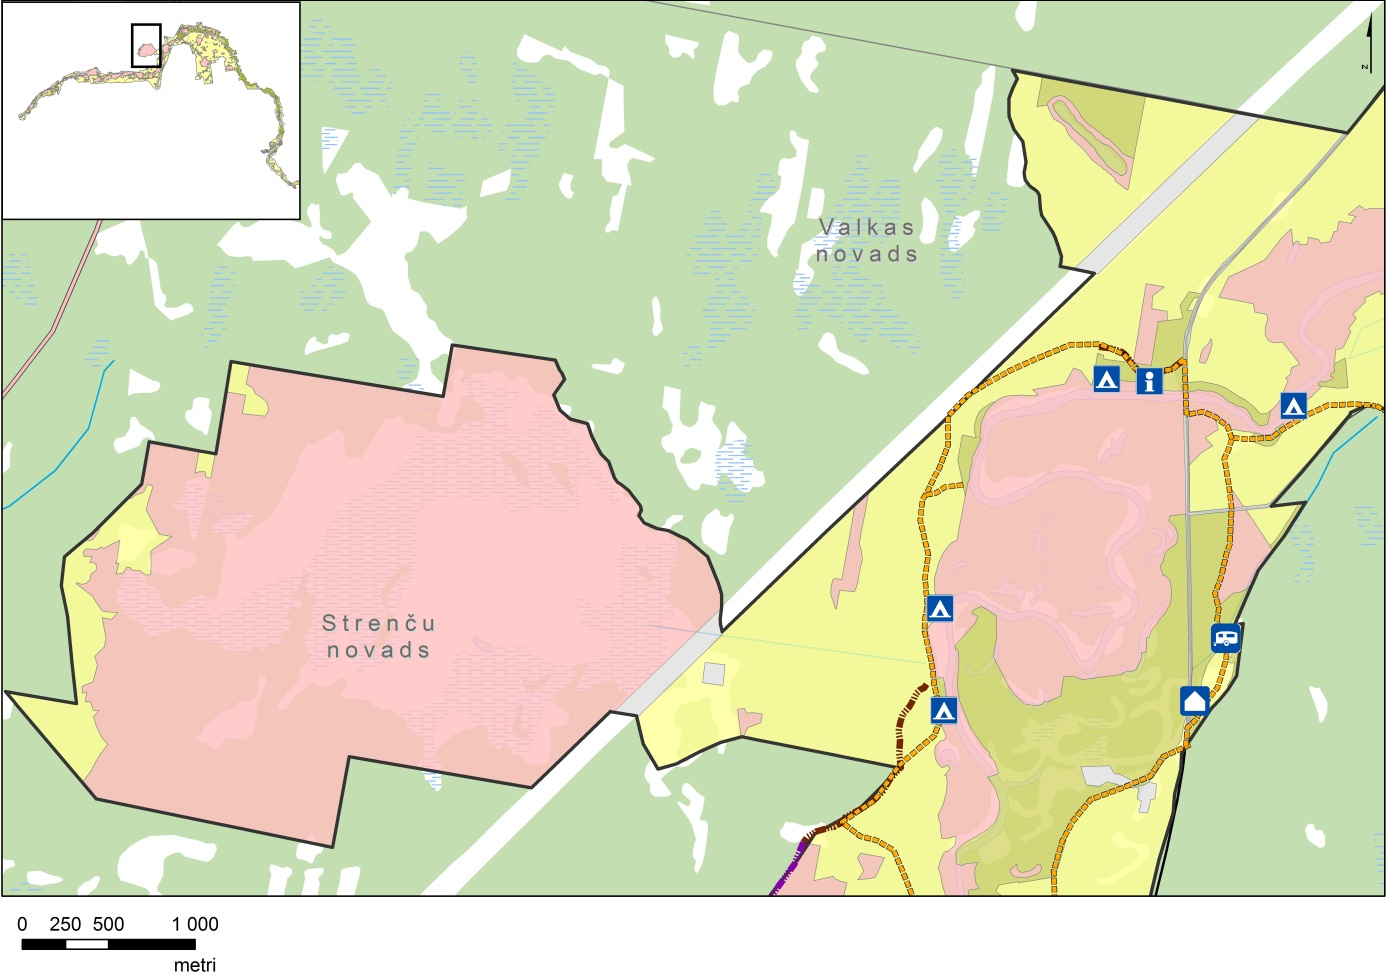 z
Valkas
novads
i
Strenču
novads
0 250 500 1 000
metri